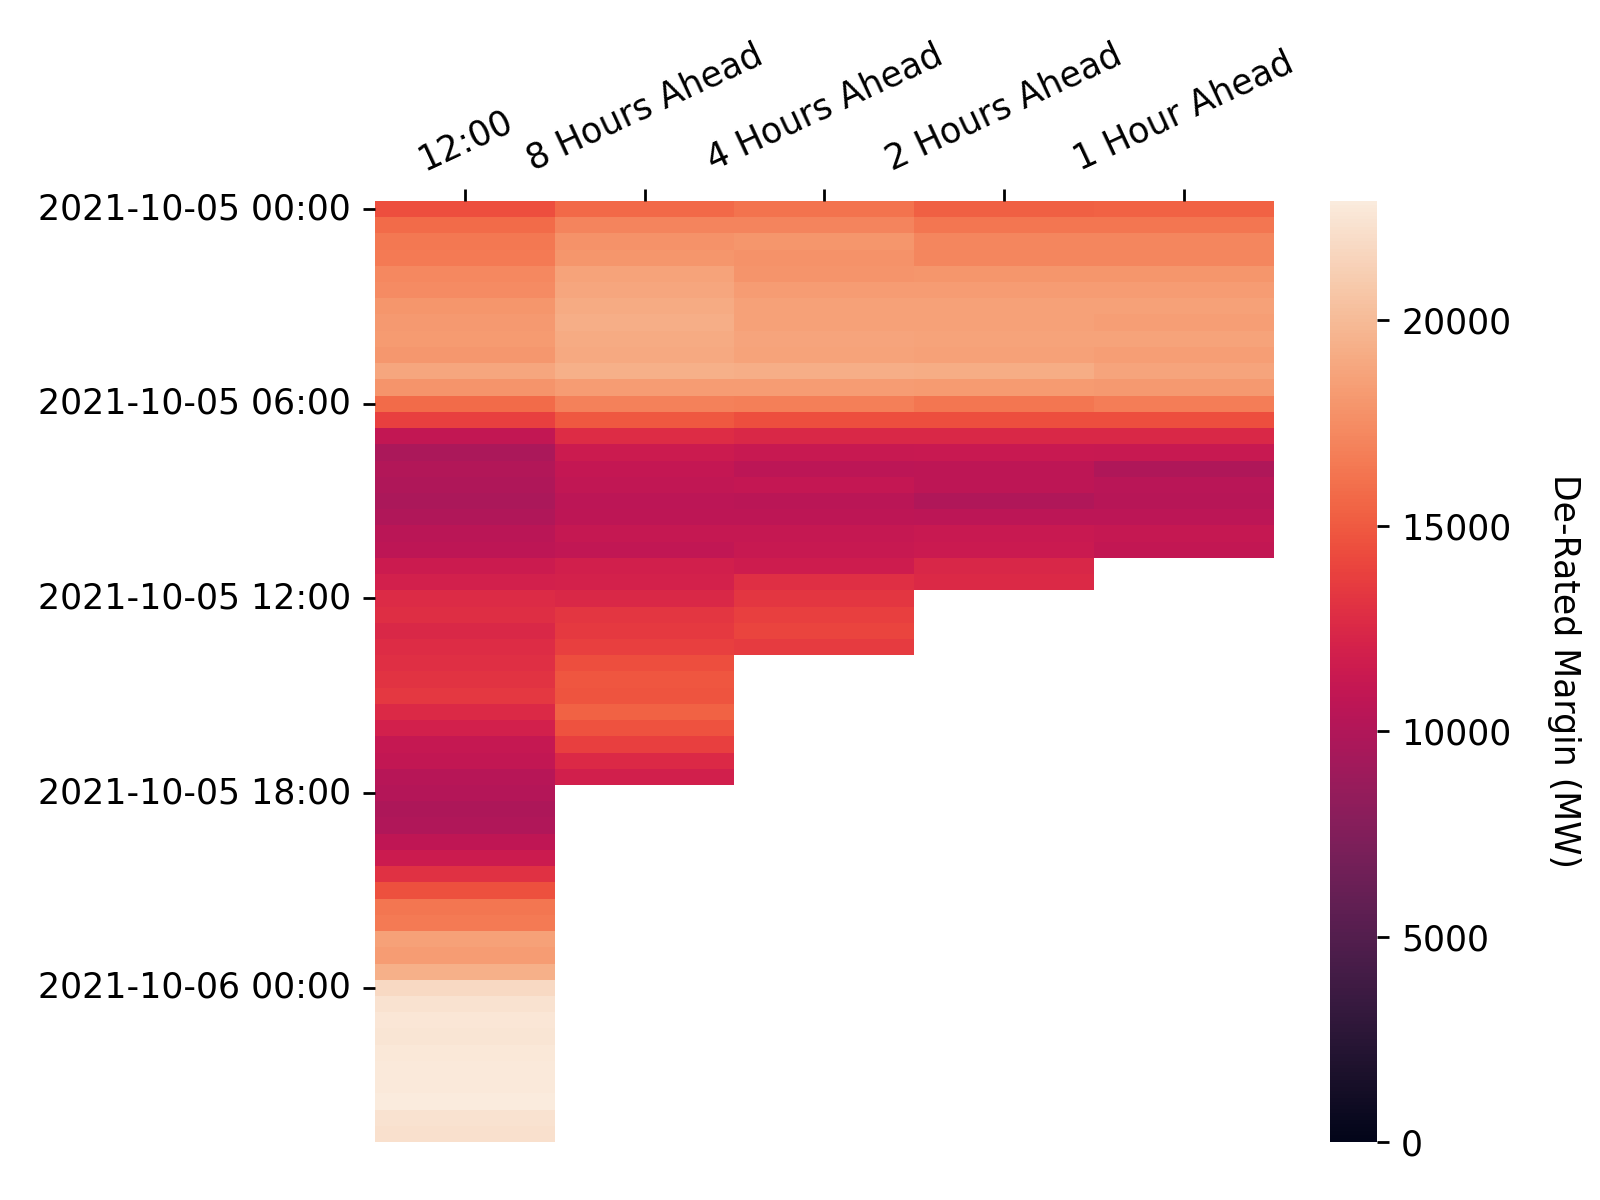 12:00
8 Hours Ahead
4 Hours Ahead
2 Hours Ahead
1 Hour Ahead
2021-10-05 00:00
2021-10-05 06:00
2021-10-05 12:00
2021-10-05 18:00
2021-10-06 00:00
20000
15000
10000
5000
0
De-Rated Margin (MW)